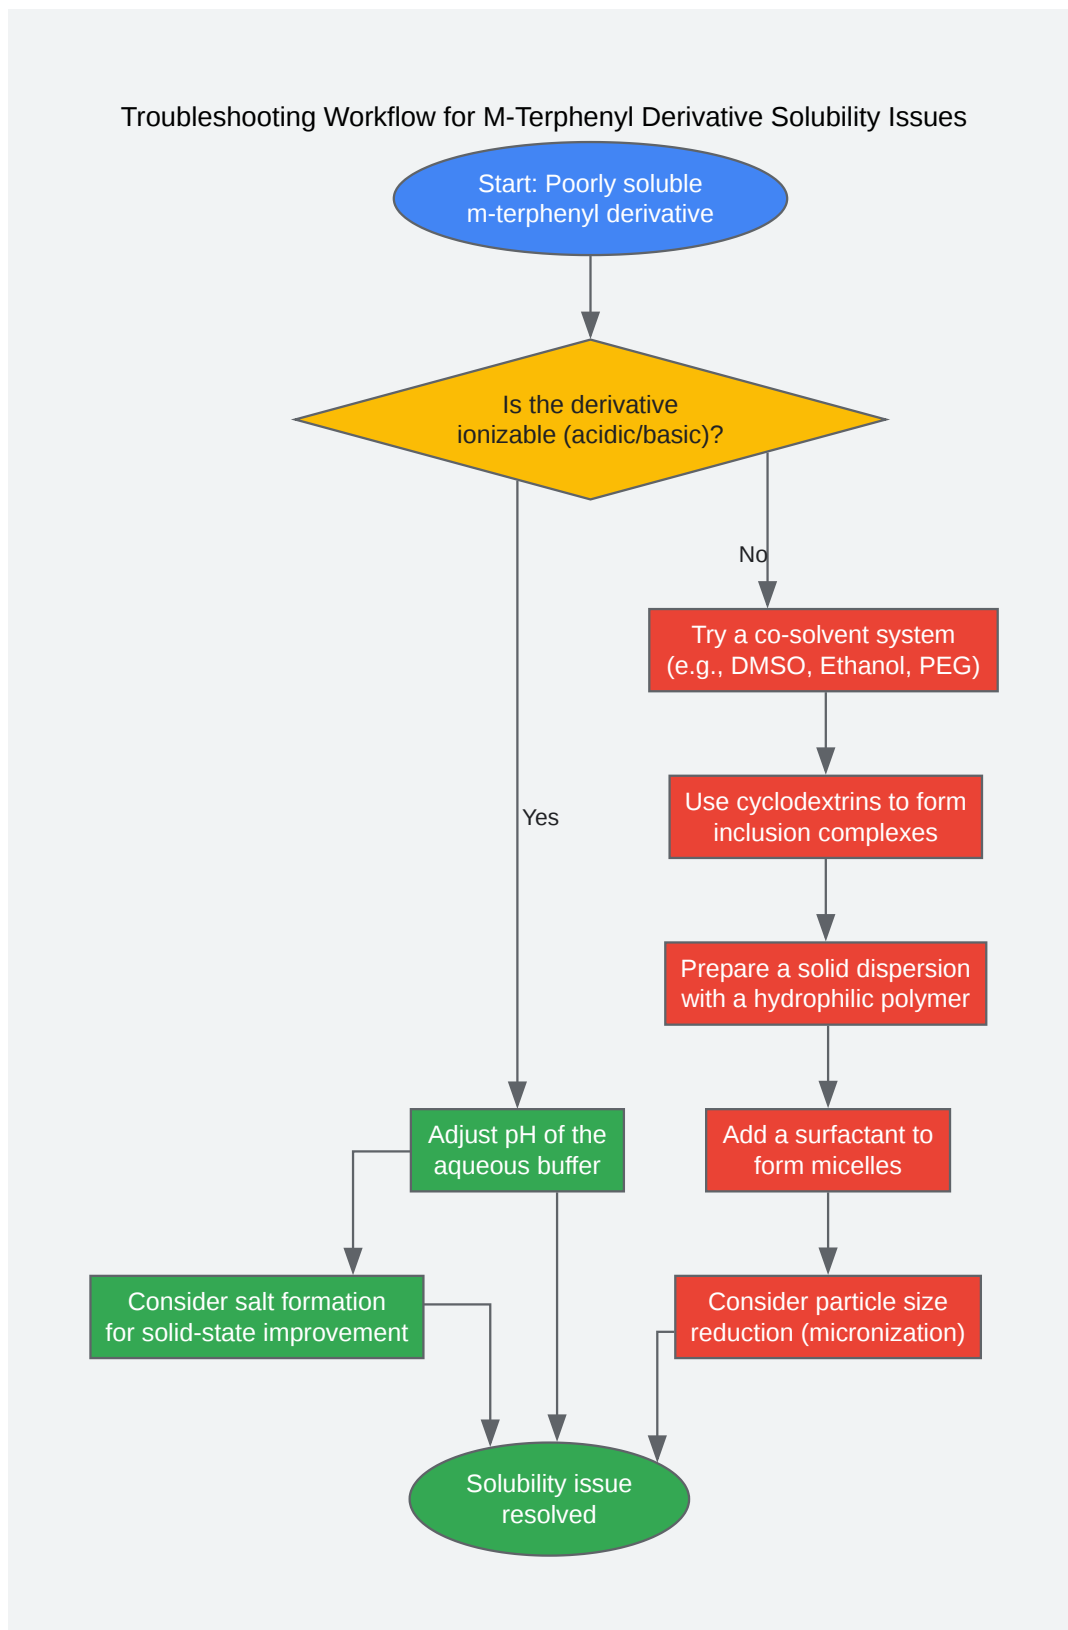 Troubleshooting Workflow for M-Terphenyl Derivative Solubility Issues
Start: Poorly soluble
m-terphenyl derivative
Is the derivative
ionizable (acidic/basic)?
No
Try a co-solvent system
(e.g., DMSO, Ethanol, PEG)
Use cyclodextrins to form
inclusion complexes
Yes
Prepare a solid dispersion
with a hydrophilic polymer
Adjust pH of the
aqueous buffer
Add a surfactant to
form micelles
Consider salt formation
for solid-state improvement
Consider particle size
reduction (micronization)
Solubility issue
resolved